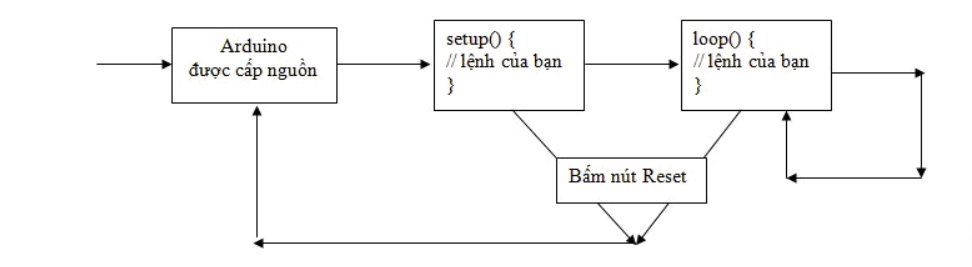 Arduino
được cấp nguồn
setup() {
// lệnh của bạn
}
loop() {
// lệnh của bạn
}
Bấm nút Reset